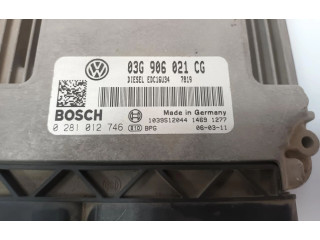 03G 906 021 CG
DIESEL EDC16U34 7819
BOSCH
Made in Germany
1039S12044 1469 1277
0 281 012 746 BPG 06-03-11